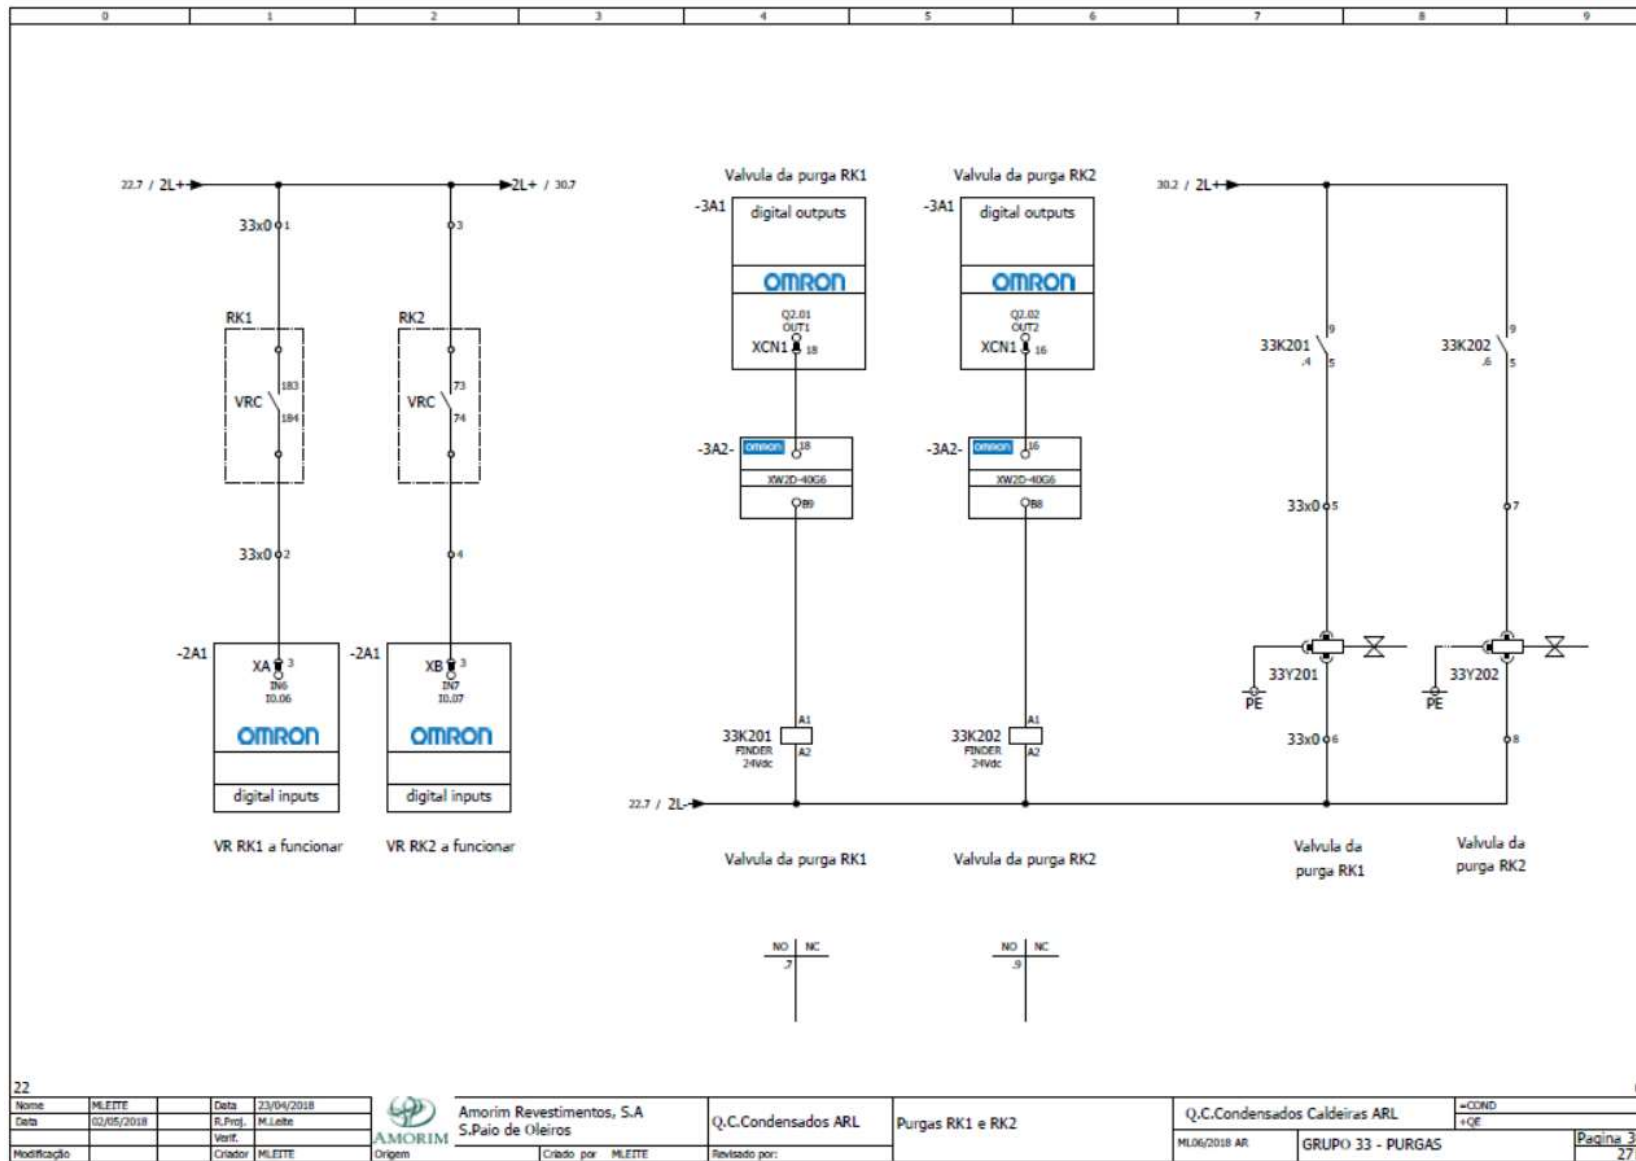 0 1 2 3 4 5 6 7 8 9
Valvula da purga RK1
Valvula da purga RK2
22.7 / 2L+
2L+ / 30.7
30.2 / 2L+
-3A1
digital outputs
-3A1
digital outputs
33x0 1
3
OMRON
OMRON
RK1
RK2
Q2.01
OUT1
XCN1 18
Q2.02
OUT2
XCN1 16
33K201
.4
9
5
33K202
.6
9
5
VRC
183
184
VRC
73
74
-3A2-
OMRON
18
XW2D-40G6
B9
-3A2-
OMRON
16
XW2D-40G6
B8
33x0 5
7
33x0 2
4
-2A1
XA 3
IN6
I0.06
OMRON
digital inputs
-2A1
XB 3
IN7
I0.07
OMRON
digital inputs
33Y201
PE
33Y202
PE
33K201
FINDER
24Vdc
A1
A2
33K202
FINDER
24Vdc
A1
A2
33x0 6
8
22.7 / 2L-
VR RK1 a funcionar
VR RK2 a funcionar
Valvula da purga RK1
Valvula da purga RK2
Valvula da
purga RK1
Valvula da
purga RK2
NO NC
.7
NO NC
.9
22
Nome MLEITE
Data 02/05/2018
Modificação
Data 23/04/2018
R.Proj. M.Leite
Verif.
Criador MLEITE
AMORIM
Origem
Amorim Revestimentos, S.A
S.Paio de Oleiros
Criado por MLEITE
Q.C.Condensados ARL
Revisado por:
Purgas RK1 e RK2
Q.C.Condensados Caldeiras ARL
ML06/2018 AR
GRUPO 33 - PURGAS
=COND
+QE
Pagina 3
27